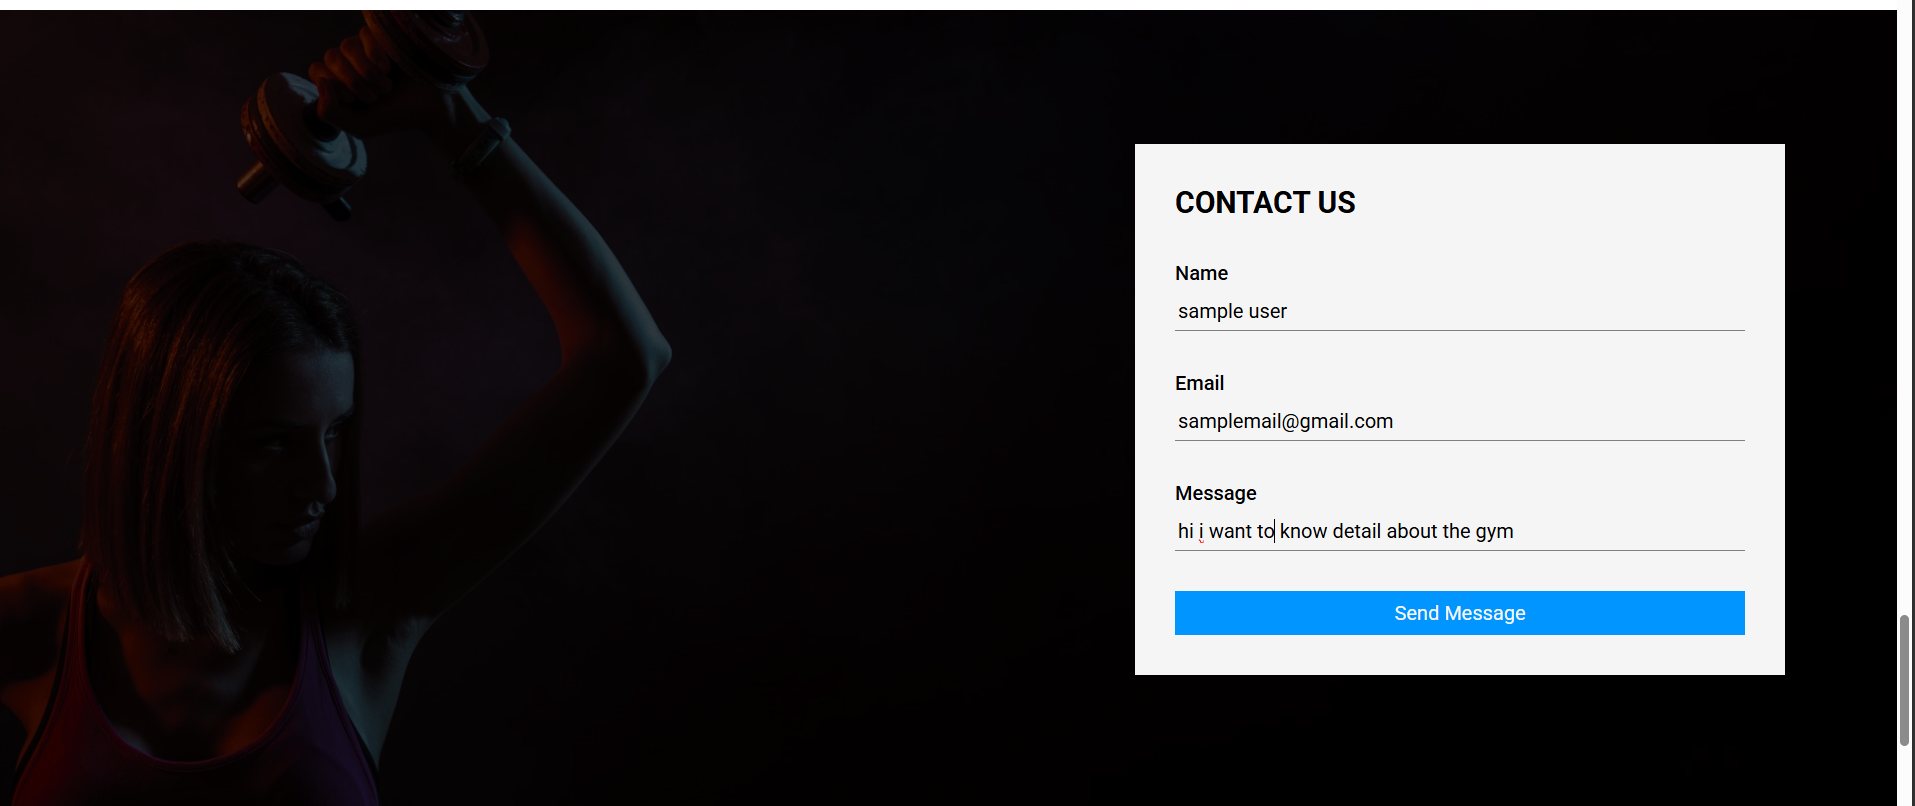 CONTACT US
Name
sample user
Email
samplemail@gmail.com
Message
hi i want to know detail about the gym
Send Message